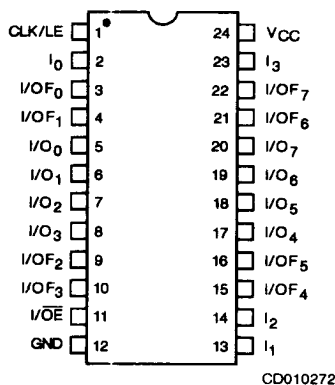 CLK/LE 1 24 VCC
I0 2 23 I3
I/OF0 3 22 I/OF7
I/OF1 4 21 I/OF6
I/O0 5 20 I/O7
I/O1 6 19 I/O6
I/O2 7 18 I/O5
I/O3 8 17 I/O4
I/OF2 9 16 I/OF5
I/OF3 10 15 I/OF4
I/O̅E̅ 11 14 I2
GND 12 13 I1
CD010272